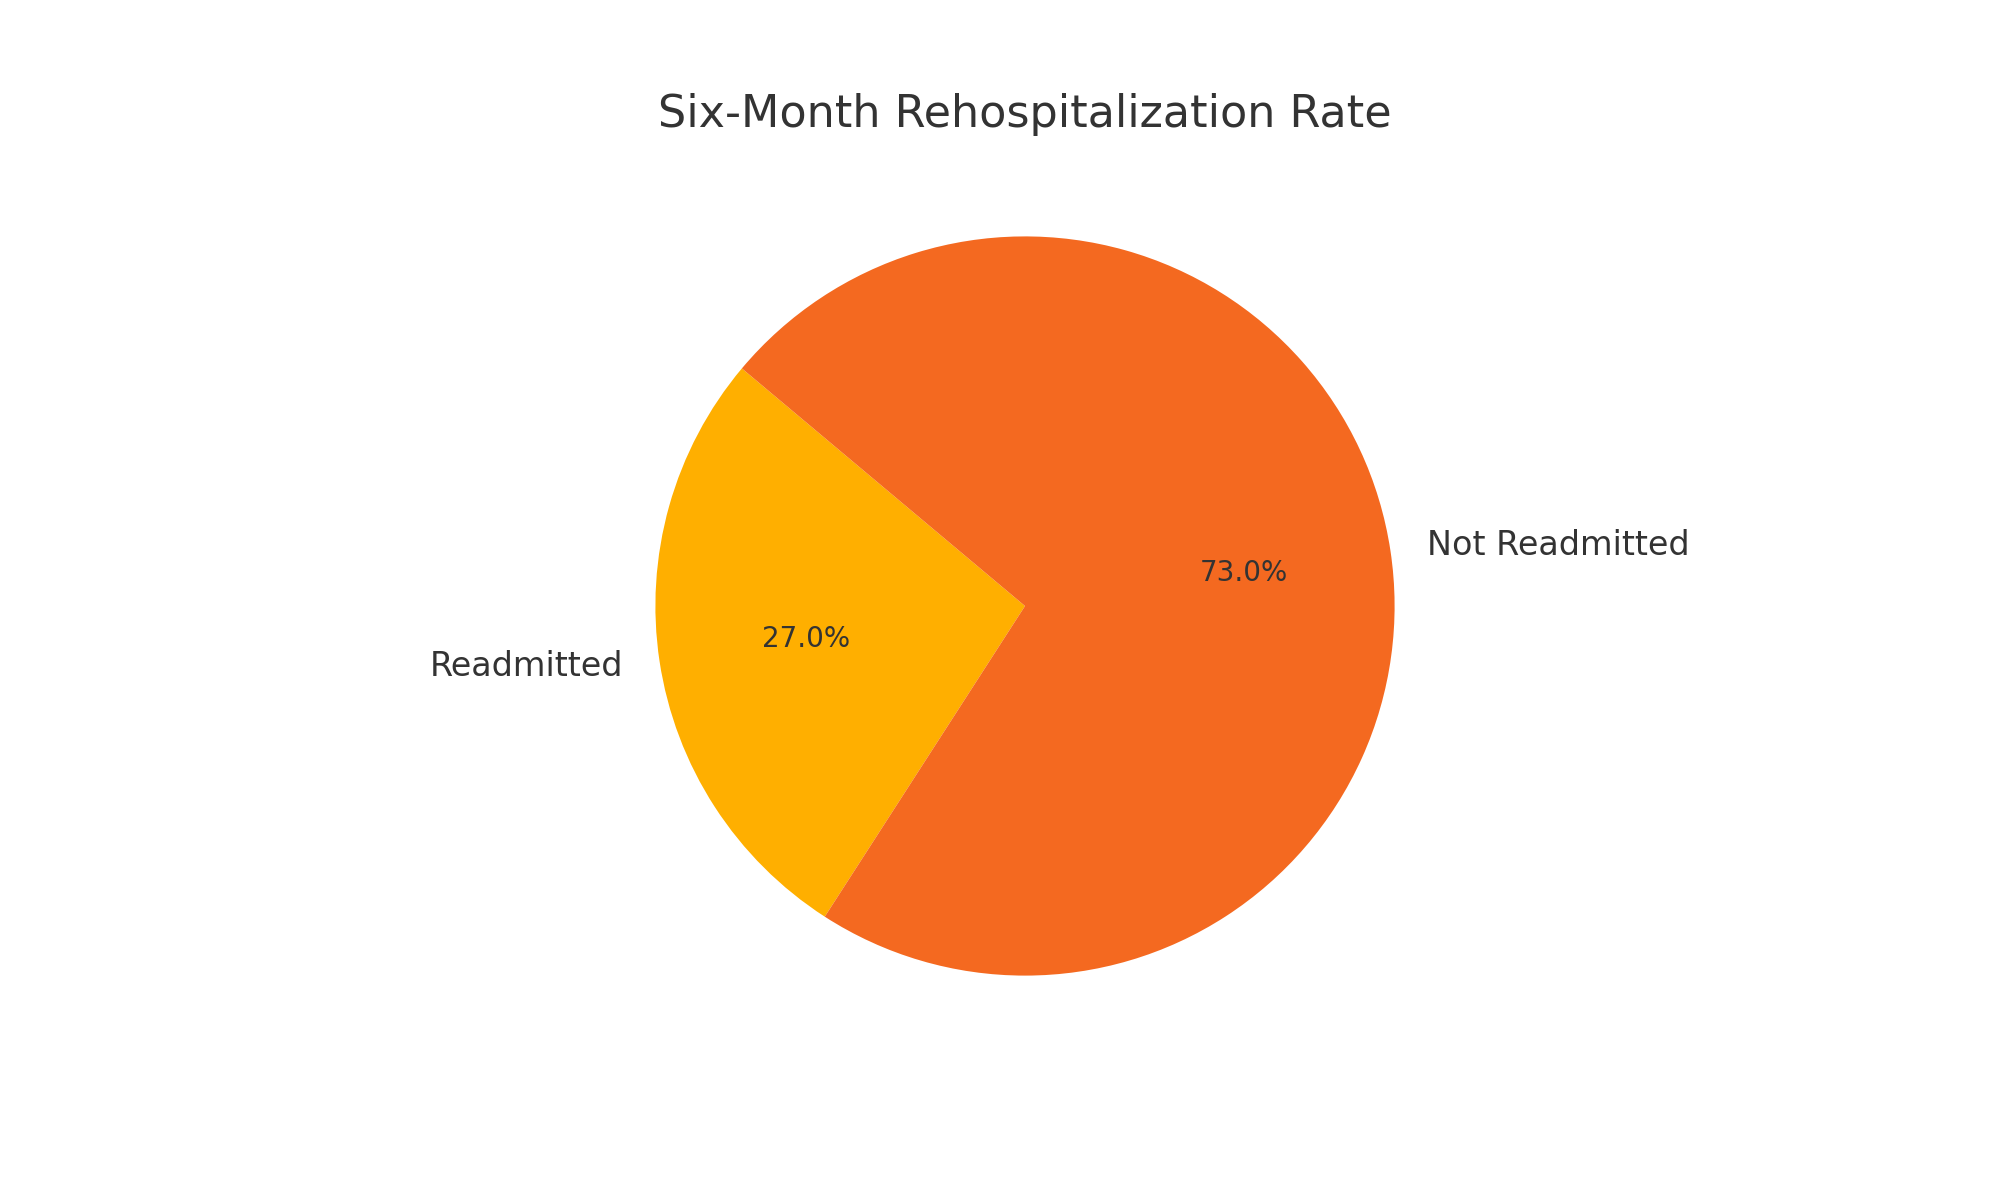 Six-Month Rehospitalization Rate
Not Readmitted
73.0%
27.0%
Readmitted